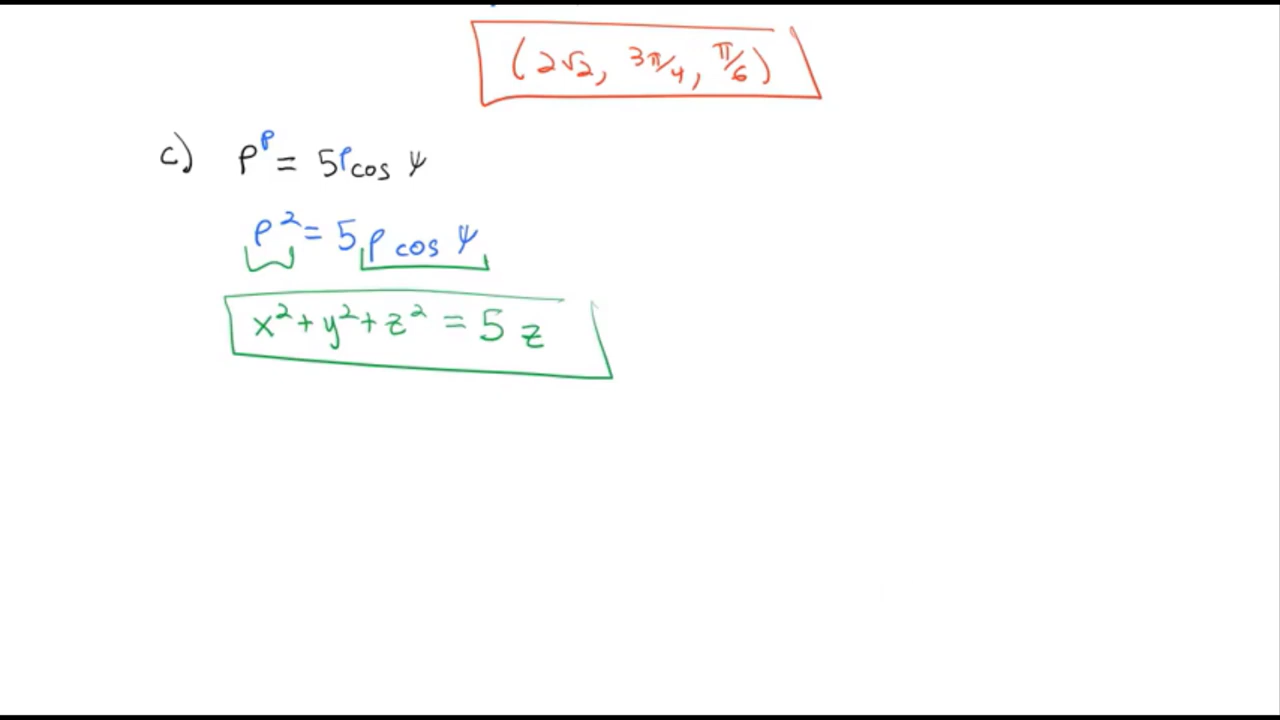 (2√2, 3π/4, π/6)
c) ρ^ρ = 5ρcos ψ
ρ² = 5ρ cos ψ
x² + y² + z² = 5 z